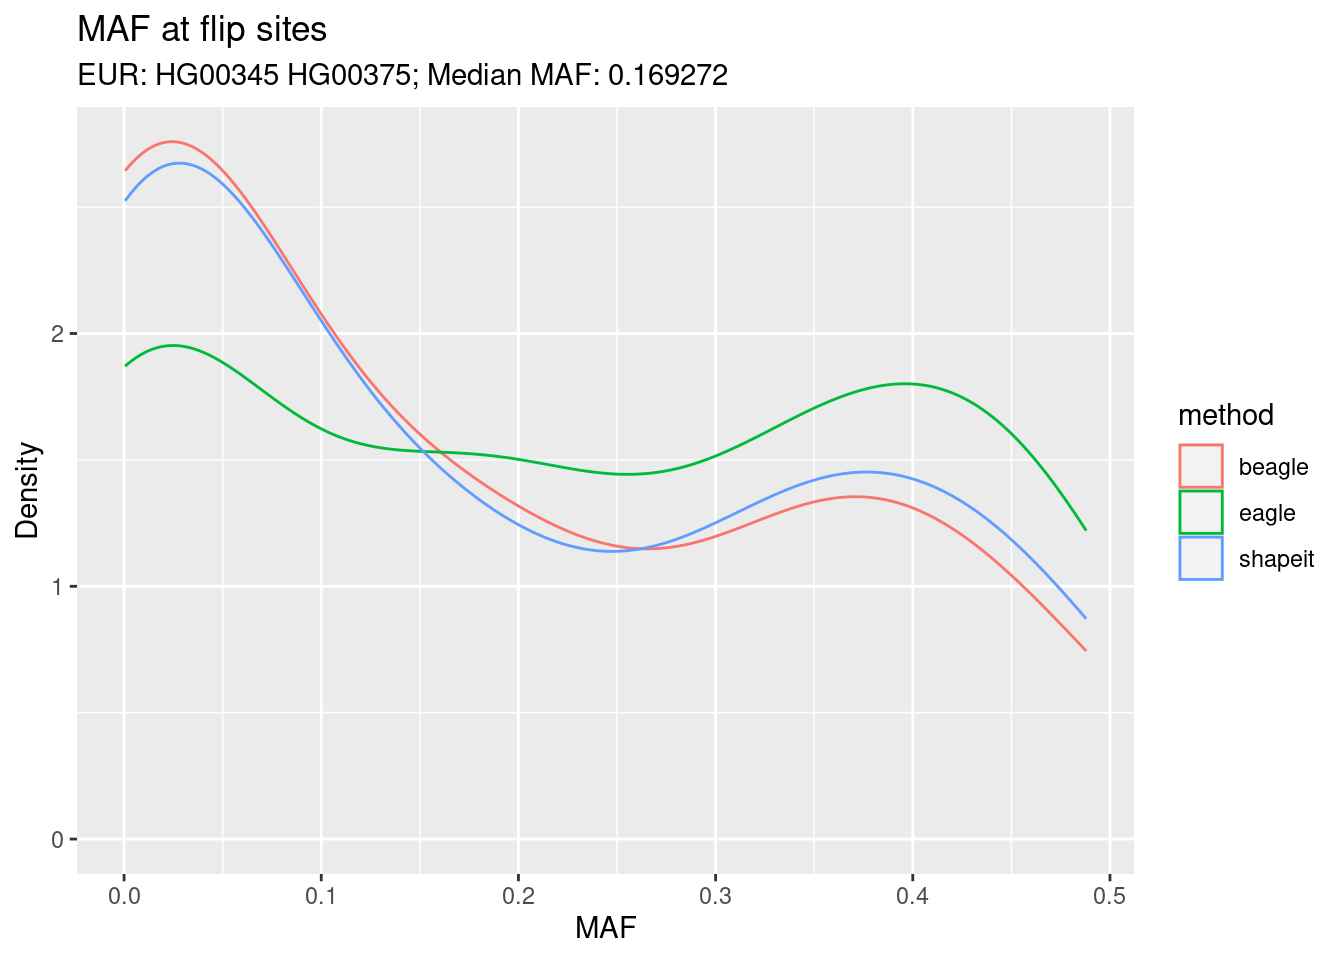 MAF at flip sites
EUR: HG00345 HG00375; Median MAF: 0.169272
Density
2
1
0
0.0 0.1 0.2 0.3 0.4 0.5
MAF
method
beagle
eagle
shapeit